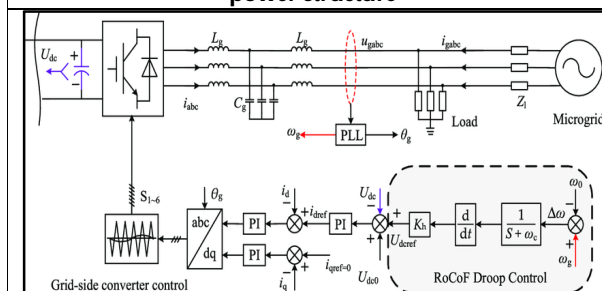 power structure
Lg Lg ugabc igabc
Udc + −
iabc Cg Load Zl Microgrid
ωg PLL θg
S1~6 θg id − Udc − ω0 −
abc PI + idref PI + Kh d/dt 1/(S + ωc) Δω
Udcref +
dq PI + iqref=0 + ωg
iq − Udc0
Grid-side converter control RoCoF Droop Control